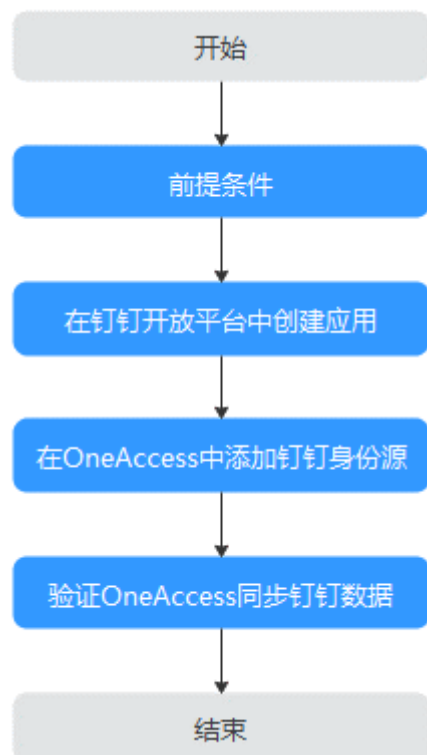 开始
前提条件
在钉钉开放平台中创建应用
在OneAccess中添加钉钉身份源
验证OneAccess同步钉钉数据
结束